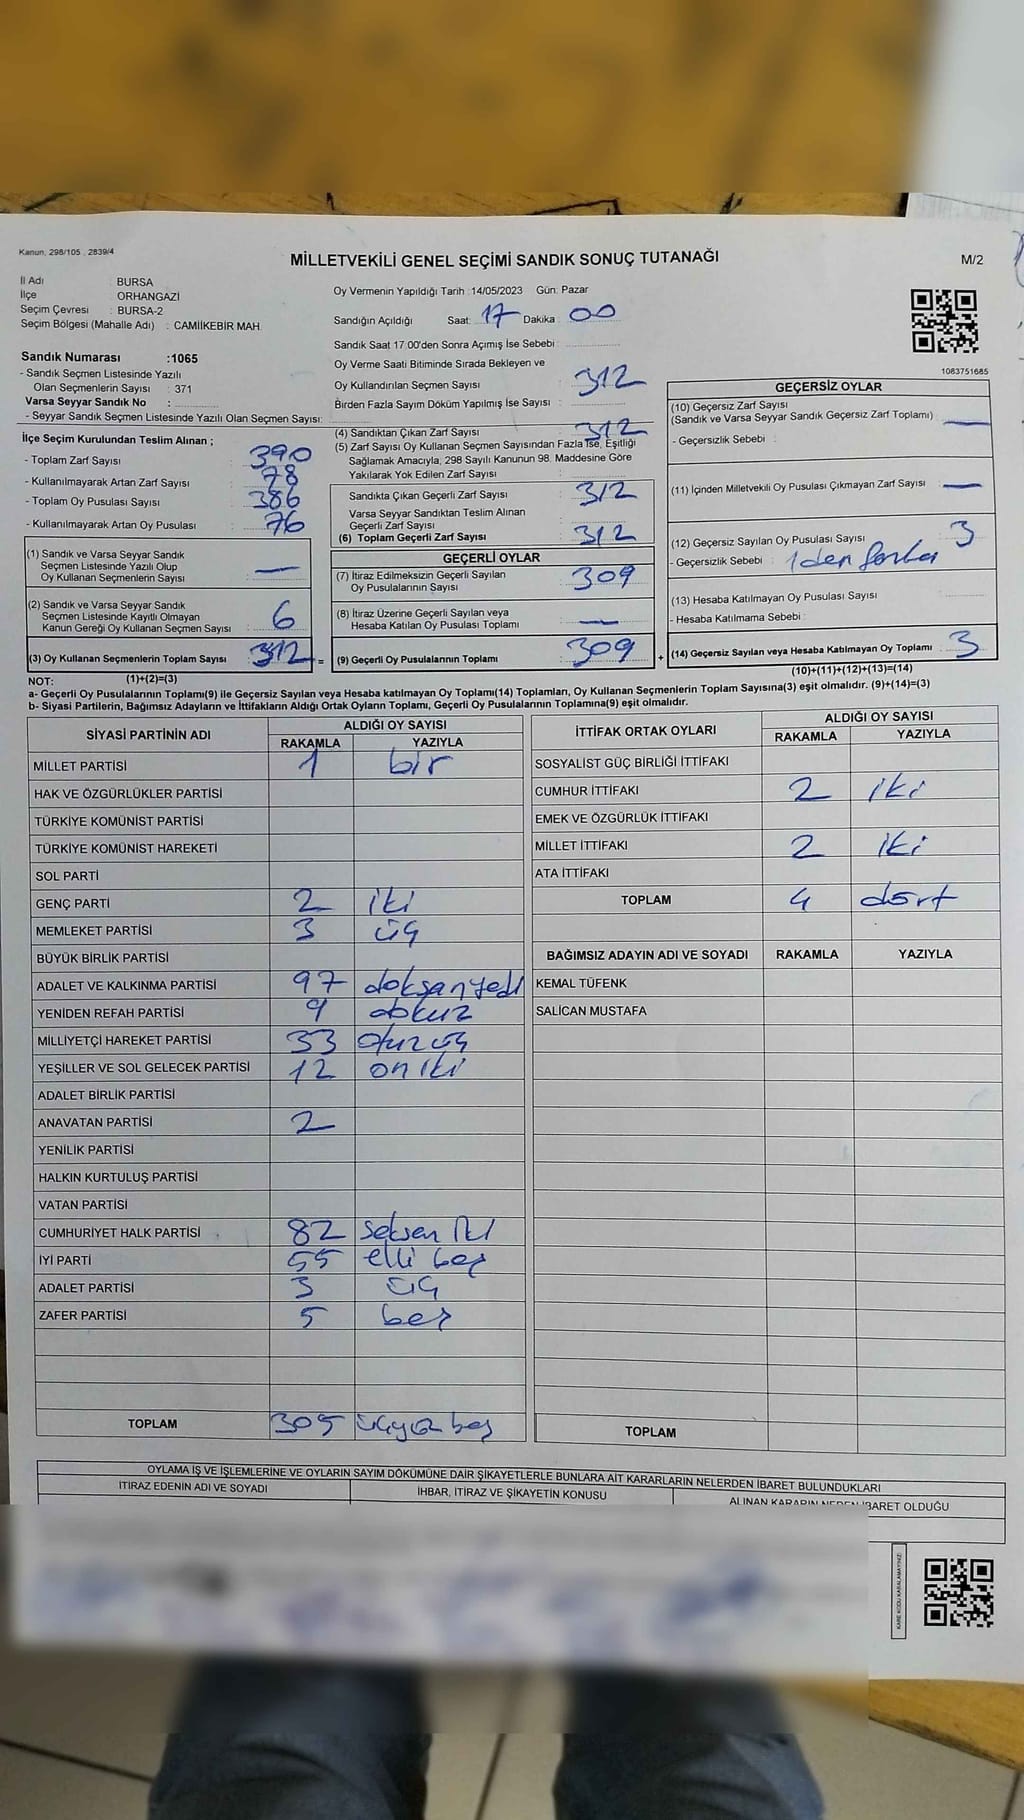 Kanun, 298/105 , 2839/4
MİLLETVEKİLİ GENEL SEÇİMİ SANDIK SONUÇ TUTANAĞI
M/2
İl Adı : BURSA
İlçe : ORHANGAZİ
Seçim Çevresi : BURSA-2
Seçim Bölgesi (Mahalle Adı) : CAMİİKEBİR MAH.
Oy Vermenin Yapıldığı Tarih :14/05/2023 Gün: Pazar
Sandığın Açıldığı Saat: 17 Dakika : 00
Sandık Saat 17.00'den Sonra Açımış İse Sebebi :
Oy Verme Saati Bitiminde Sırada Bekleyen ve
Oy Kullandırılan Seçmen Sayısı : 312
Birden Fazla Sayım Döküm Yapılmış İse Sayısı :
1083751685
Sandık Numarası :1065
- Sandık Seçmen Listesinde Yazılı
Olan Seçmenlerin Sayısı : 371
Varsa Seyyar Sandık No :
- Seyyar Sandık Seçmen Listesinde Yazılı Olan Seçmen Sayısı:
İlçe Seçim Kurulundan Teslim Alınan ;
- Toplam Zarf Sayısı : 390
- Kullanılmayarak Artan Zarf Sayısı : 78
- Toplam Oy Pusulası Sayısı : 386
- Kullanılmayarak Artan Oy Pusulası : 76
(1) Sandık ve Varsa Seyyar Sandık
Seçmen Listesinde Yazılı Olup
Oy Kullanan Seçmenlerin Sayısı : —
(2) Sandık ve Varsa Seyyar Sandık
Seçmen Listesinde Kayıtlı Olmayan
Kanun Gereği Oy Kullanan Seçmen Sayısı : 6
(3) Oy Kullanan Seçmenlerin Toplam Sayısı : 312 =
(4) Sandıktan Çıkan Zarf Sayısı : 312
(5) Zarf Sayısı Oy Kullanan Seçmen Sayısından Fazla İse, Eşitliği
Sağlamak Amacıyla, 298 Sayılı Kanunun 98. Maddesine Göre
Yakılarak Yok Edilen Zarf Sayısı :
Sandıkta Çıkan Geçerli Zarf Sayısı : 312
Varsa Seyyar Sandıktan Teslim Alınan
Geçerli Zarf Sayısı :
(6) Toplam Geçerli Zarf Sayısı : 312
GEÇERLİ OYLAR
(7) İtiraz Edilmeksizin Geçerli Sayılan
Oy Pusulalarının Sayısı : 309
(8) İtiraz Üzerine Geçerli Sayılan veya
Hesaba Katılan Oy Pusulası Toplamı : —
(9) Geçerli Oy Pusulalarının Toplamı : 309 +
GEÇERSİZ OYLAR
(10) Geçersiz Zarf Sayısı
(Sandık ve Varsa Seyyar Sandık Geçersiz Zarf Toplamı) : —
- Geçersizlik Sebebi :
(11) İçinden Milletvekili Oy Pusulası Çıkmayan Zarf Sayısı : —
(12) Geçersiz Sayılan Oy Pusulası Sayısı : 3
- Geçersizlik Sebebi : 1 den fazla
(13) Hesaba Katılmayan Oy Pusulası Sayısı :
- Hesaba Katılmama Sebebi :
(14) Geçersiz Sayılan veya Hesaba Katılmayan Oy Toplamı : 3
NOT: (1)+(2)=(3)
(10)+(11)+(12)+(13)=(14)
a- Geçerli Oy Pusulalarının Toplamı(9) ile Geçersiz Sayılan veya Hesaba katılmayan Oy Toplamı(14) Toplamları, Oy Kullanan Seçmenlerin Toplam Sayısına(3) eşit olmalıdır. (9)+(14)=(3)
b- Siyasi Partilerin, Bağımsız Adayların ve İttifakların Aldığı Ortak Oyların Toplamı, Geçerli Oy Pusulalarının Toplamına(9) eşit olmalıdır.
SİYASİ PARTİNİN ADI
ALDIĞI OY SAYISI
RAKAMLA YAZIYLA
MİLLET PARTİSİ 1 bir
HAK VE ÖZGÜRLÜKLER PARTİSİ
TÜRKİYE KOMÜNİST PARTİSİ
TÜRKİYE KOMÜNİST HAREKETİ
SOL PARTİ
GENÇ PARTİ 2 iki
MEMLEKET PARTİSİ 3 üç
BÜYÜK BİRLİK PARTİSİ
ADALET VE KALKINMA PARTİSİ 97 doksanyedi
YENİDEN REFAH PARTİSİ 9 dokuz
MİLLİYETÇİ HAREKET PARTİSİ 33 otuz üç
YEŞİLLER VE SOL GELECEK PARTİSİ 12 on iki
ADALET BİRLİK PARTİSİ
ANAVATAN PARTİSİ 2
YENİLİK PARTİSİ
HALKIN KURTULUŞ PARTİSİ
VATAN PARTİSİ
CUMHURİYET HALK PARTİSİ 82 seksen iki
İYİ PARTİ 55 elli beş
ADALET PARTİSİ 3 üç
ZAFER PARTİSİ 5 beş
TOPLAM 305 üçyüz beş
İTTİFAK ORTAK OYLARI
ALDIĞI OY SAYISI
RAKAMLA YAZIYLA
SOSYALİST GÜÇ BİRLİĞİ İTTİFAKI
CUMHUR İTTİFAKI 2 iki
EMEK VE ÖZGÜRLÜK İTTİFAKI
MİLLET İTTİFAKI 2 iki
ATA İTTİFAKI
TOPLAM 4 dört
BAĞIMSIZ ADAYIN ADI VE SOYADI RAKAMLA YAZIYLA
KEMAL TÜFENK
SALİCAN MUSTAFA
TOPLAM
OYLAMA İŞ VE İŞLEMLERİNE VE OYLARIN SAYIM DÖKÜMÜNE DAİR ŞİKAYETLERLE BUNLARA AİT KARARLARIN NELERDEN İBARET BULUNDUKLARI
İTİRAZ EDENİN ADI VE SOYADI
İHBAR, İTİRAZ VE ŞİKAYETİN KONUSU
ALINAN KARARIN NEDEN İBARET OLDUĞU
KARE KODU KARALAMAYINIZ!